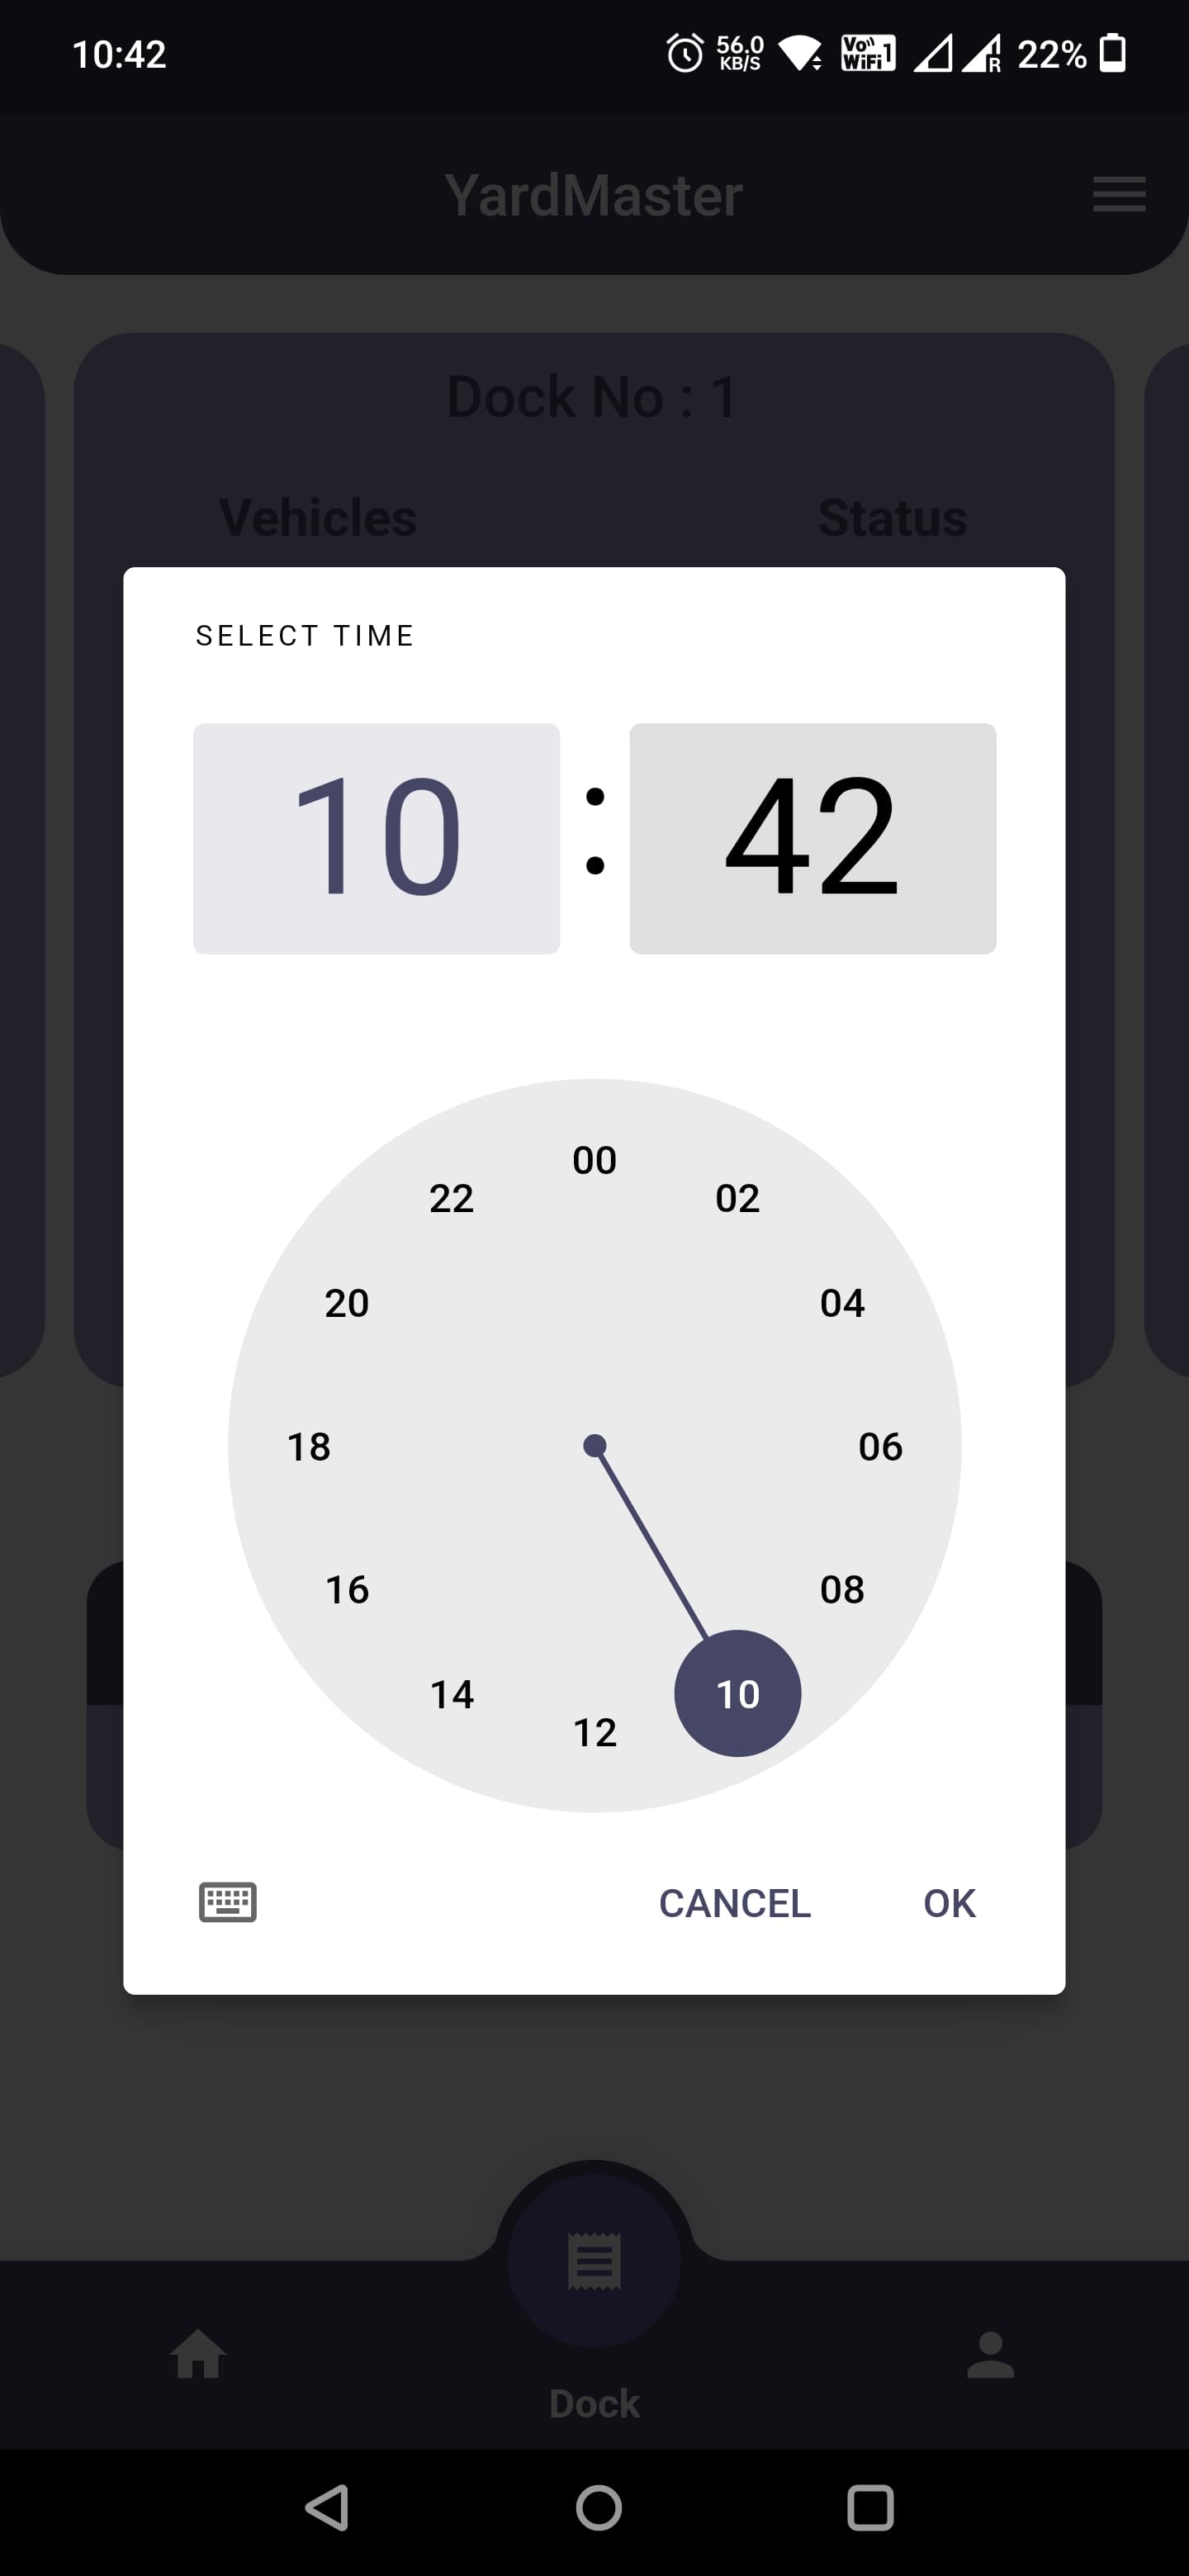 10:42
56.0
KB/S
Vo
WiFi 1
R
22%
YardMaster
Dock No : 1
Vehicles Status
SELECT TIME
10 : 42
00
22 02
20 04
18 06
16 08
14 10
12
CANCEL OK
Dock